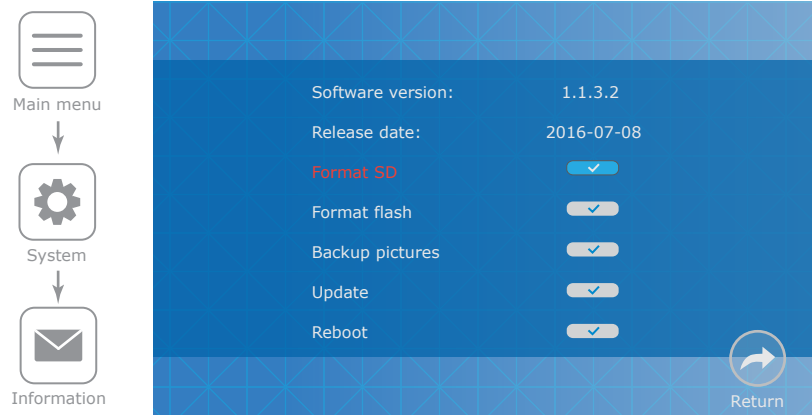 Main menu
System
Information
Software version: 1.1.3.2
Release date: 2016-07-08
Format SD
Format flash
Backup pictures
Update
Reboot
Return